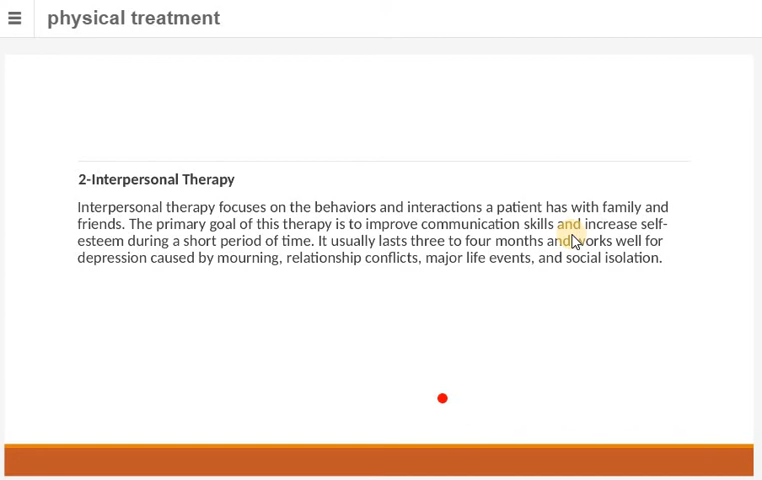 physical treatment
2-Interpersonal Therapy
Interpersonal therapy focuses on the behaviors and interactions a patient has with family and
friends. The primary goal of this therapy is to improve communication skills and increase self-
esteem during a short period of time. It usually lasts three to four months and works well for
depression caused by mourning, relationship conflicts, major life events, and social isolation.